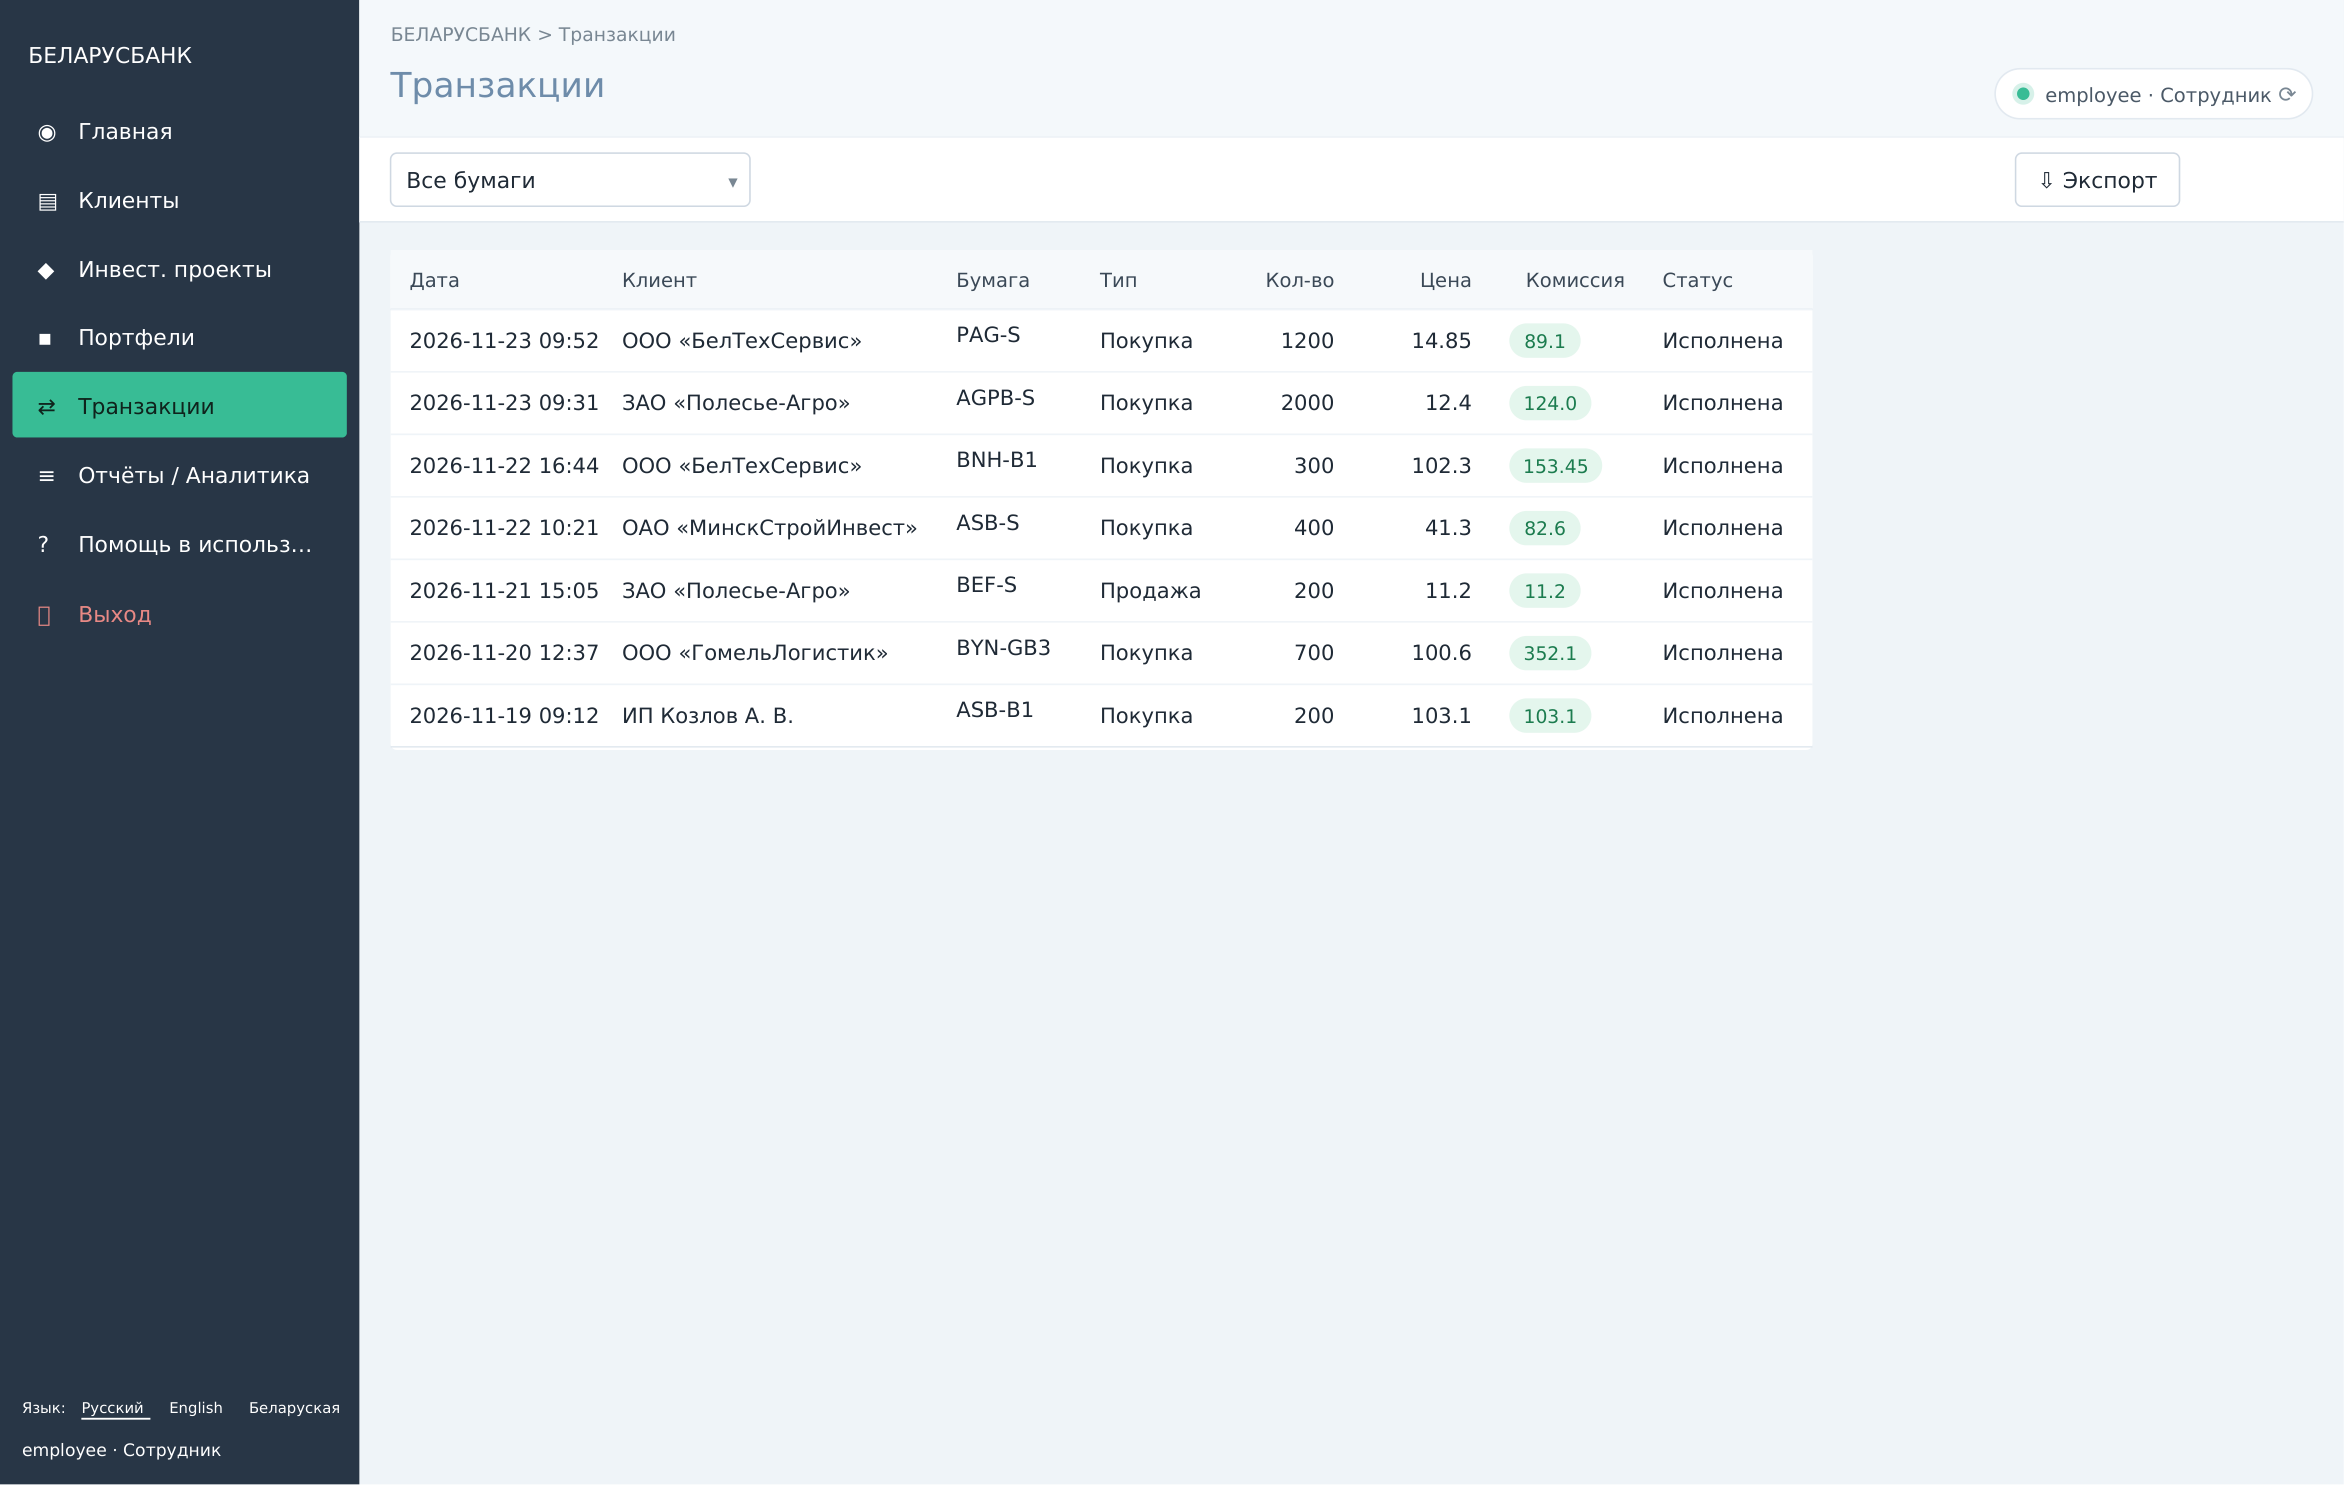 БЕЛАРУСБАНК
◉ Главная
▤ Клиенты
◆ Инвест. проекты
▪ Портфели
⇄ Транзакции
≡ Отчёты / Аналитика
? Помощь в использ...
Выход
Язык: Русский English Беларуская
employee · Сотрудник
БЕЛАРУСБАНК > Транзакции
Транзакции
employee · Сотрудник ⟳
Все бумаги ▾
⇩ Экспорт
Дата Клиент Бумага Тип Кол-во Цена Комиссия Статус
2026-11-23 09:52 ООО «БелТехСервис» PAG-S Покупка 1200 14.85 89.1 Исполнена
2026-11-23 09:31 ЗАО «Полесье-Агро» AGPB-S Покупка 2000 12.4 124.0 Исполнена
2026-11-22 16:44 ООО «БелТехСервис» BNH-B1 Покупка 300 102.3 153.45 Исполнена
2026-11-22 10:21 ОАО «МинскСтройИнвест» ASB-S Покупка 400 41.3 82.6 Исполнена
2026-11-21 15:05 ЗАО «Полесье-Агро» BEF-S Продажа 200 11.2 11.2 Исполнена
2026-11-20 12:37 ООО «ГомельЛогистик» BYN-GB3 Покупка 700 100.6 352.1 Исполнена
2026-11-19 09:12 ИП Козлов А. В. ASB-B1 Покупка 200 103.1 103.1 Исполнена